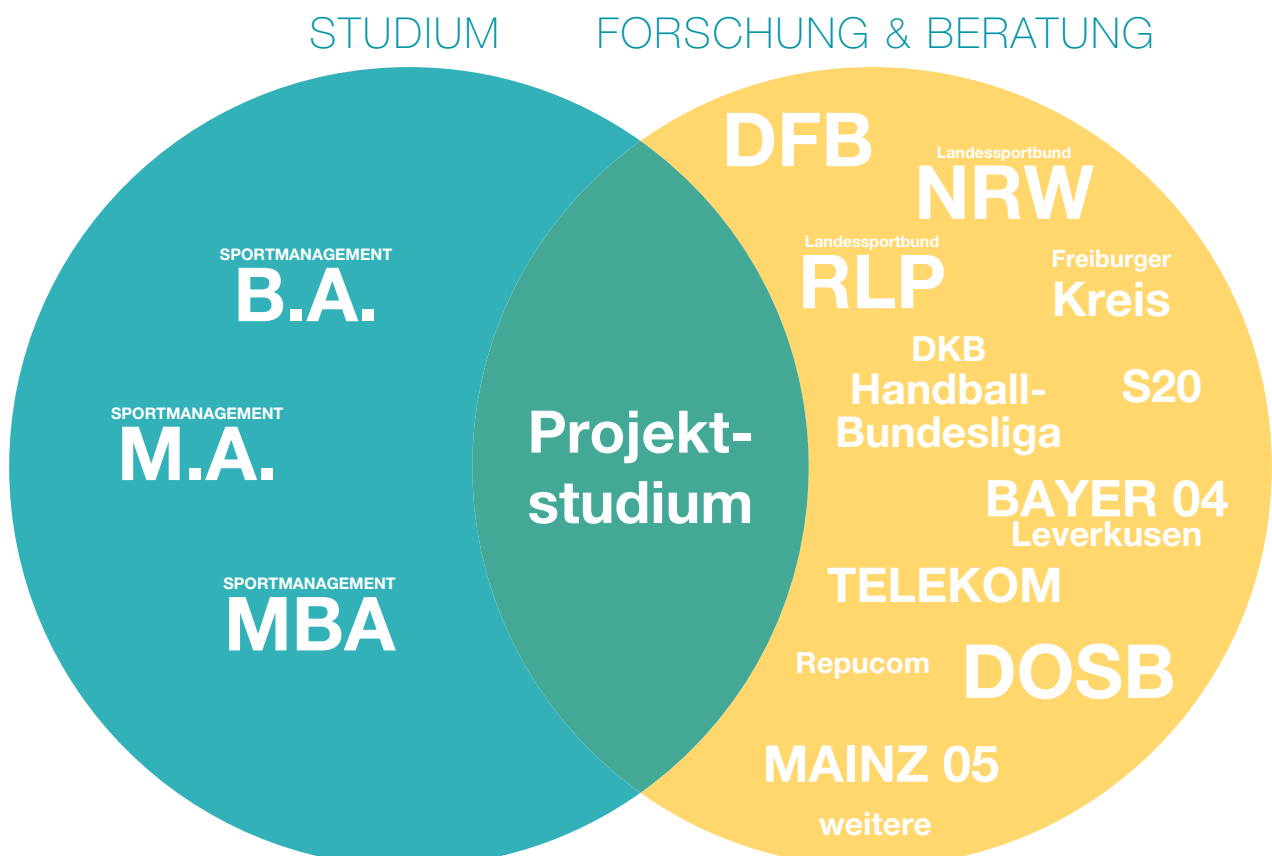 STUDIUM
FORSCHUNG & BERATUNG
SPORTMANAGEMENT
B.A.
SPORTMANAGEMENT
M.A.
SPORTMANAGEMENT
MBA
Projekt-
studium
DFB
Landessportbund
NRW
Landessportbund
RLP
Freiburger
Kreis
DKB
Handball-
Bundesliga
S20
BAYER 04
Leverkusen
TELEKOM
Repucom
DOSB
MAINZ 05
weitere